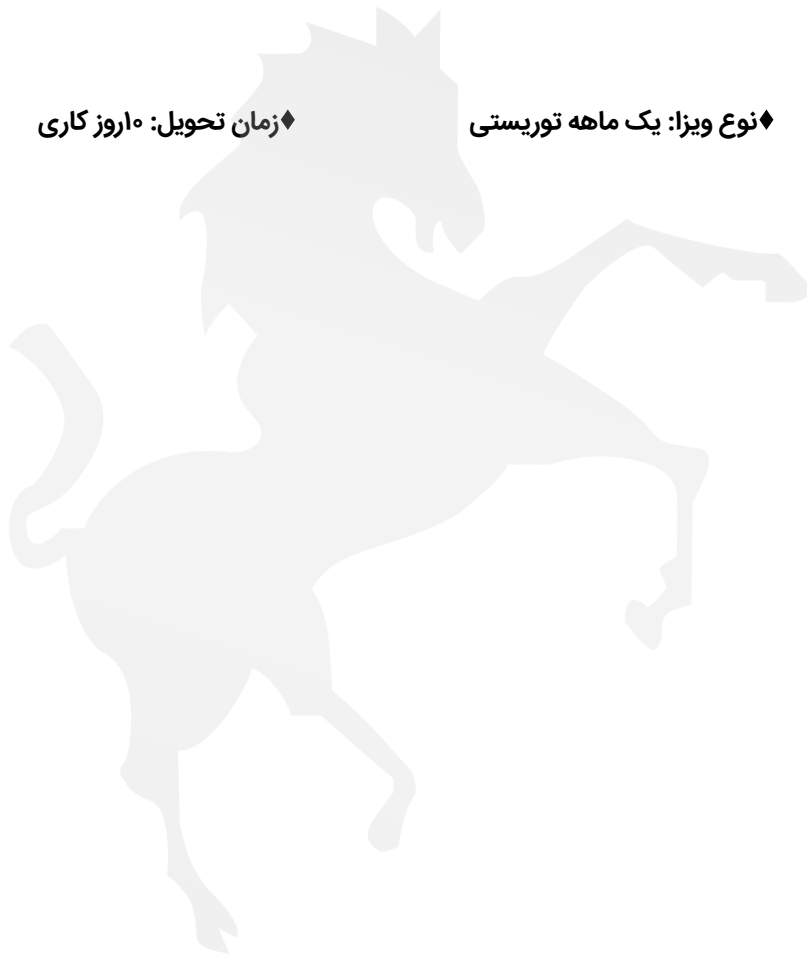 ♦نوع ویزا: یک ماهه توریستی
♦زمان تحویل: ۱۰روز کاری